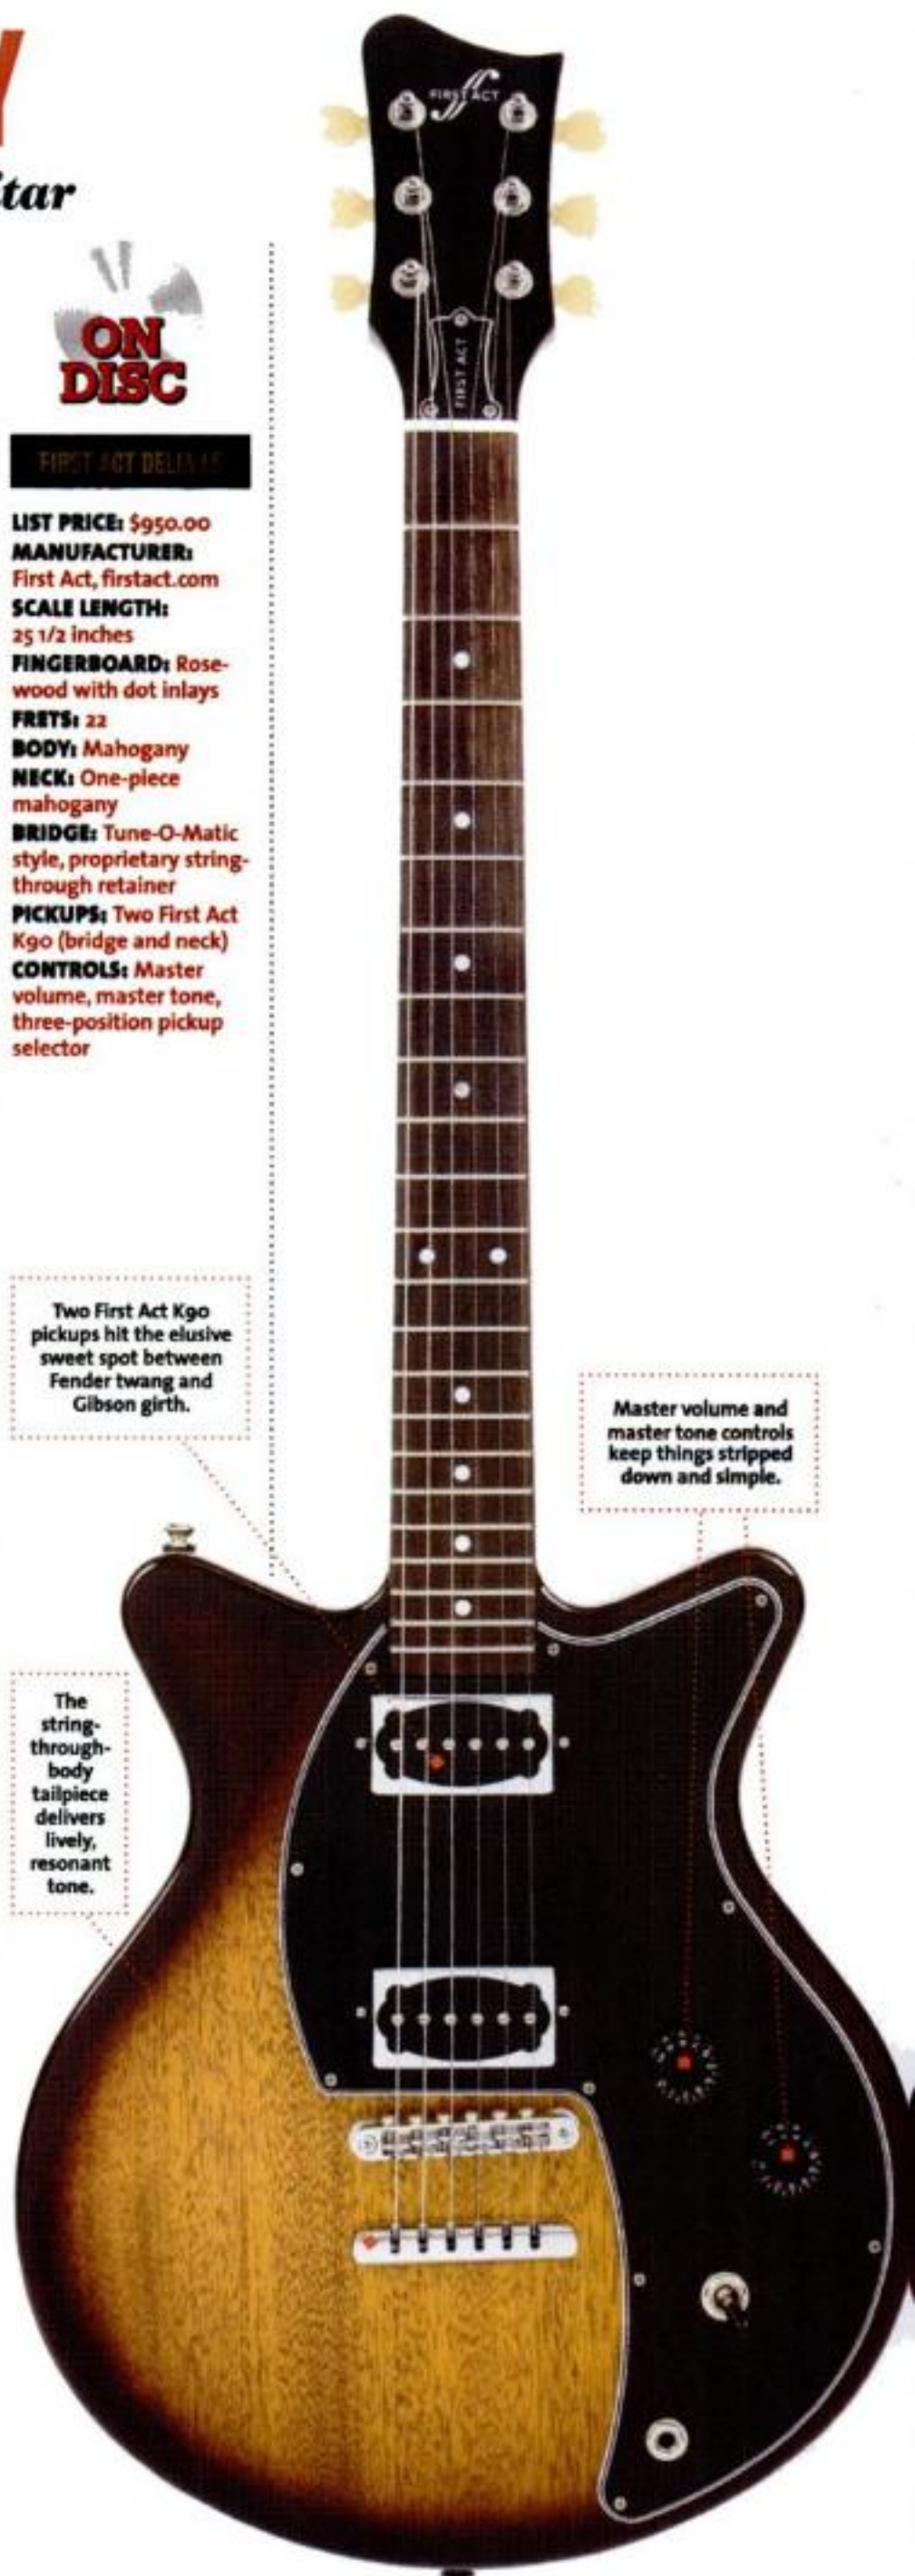 Y
itar
FIRST ACT
FIRST ACT
ON
DISC
FIRST ACT
LIST PRICE: $950.00
MANUFACTURER:
First Act, firstact.com
SCALE LENGTH:
25 1/2 inches
FINGERBOARD: Rose-
wood with dot inlays
FRETS: 22
BODY: Mahogany
NECK: One-piece
mahogany
BRIDGE: Tune-O-Matic
style, proprietary string-
through retainer
PICKUPS: Two First Act
K90 (bridge and neck)
CONTROLS: Master
volume, master tone,
three-position pickup
selector
Two First Act K90
pickups hit the elusive
sweet spot between
Fender twang and
Gibson girth.
Master volume and
master tone controls
keep things stripped
down and simple.
The
string-
through-
body
tailpiece
delivers
lively,
resonant
tone.